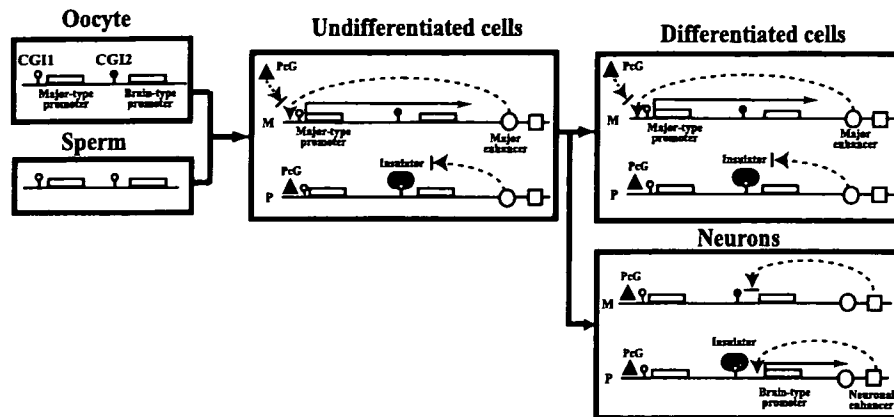 Oocyte
CGI1
CGI2
Major-type
promoter
Brain-type
promoter
Sperm
Undifferentiated cells
PcG
M
Major-type
promoter
Major
enhancer
PcG
Insulator
P
Differentiated cells
PcG
M
Major-type
promoter
Major
enhancer
PcG
Insulator
P
Neurons
PcG
M
PcG
Insulator
P
Brain-type
promoter
Neuronal
enhancer